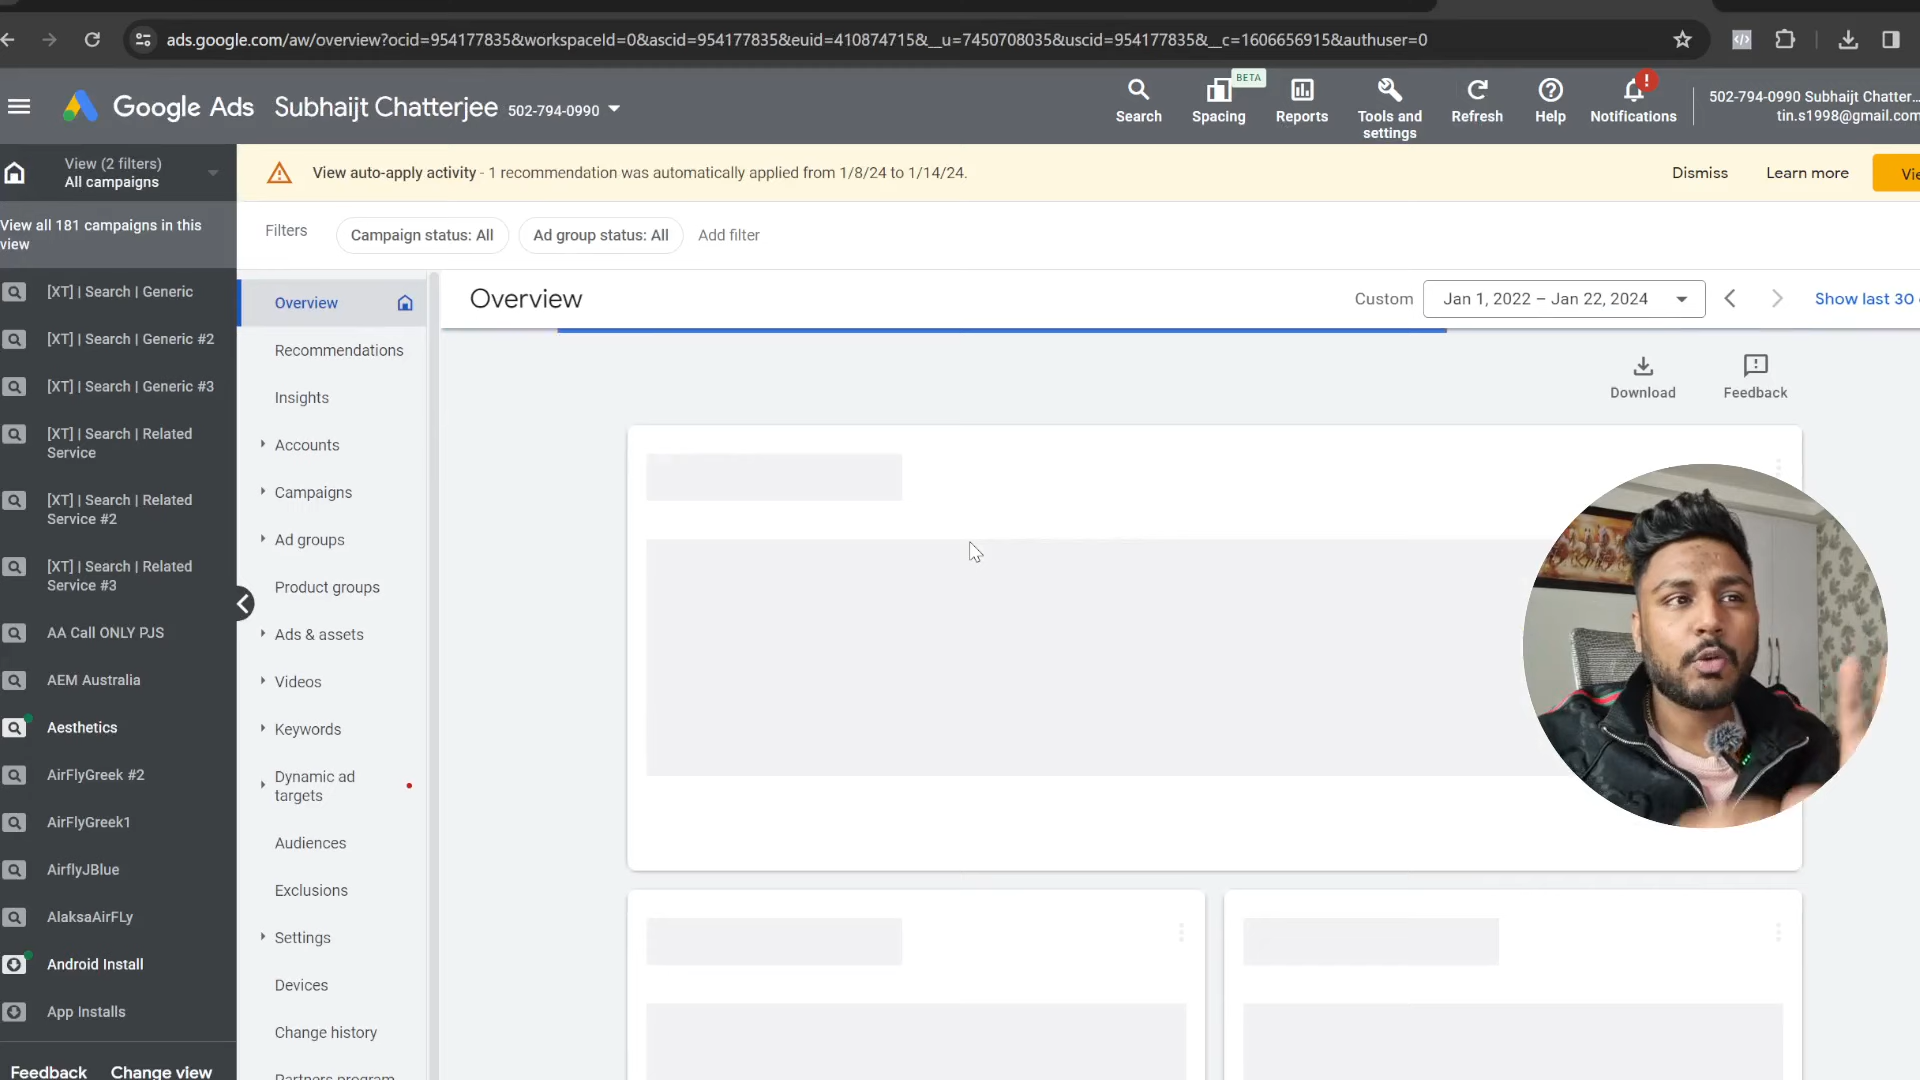 ads.google.com/aw/overview?ocid=954177835&workspaceId=0&ascid=954177835&euid=410874715&__u=7450708035&uscid=954177835&__c=1606656915&authuser=0
Google Ads
Subhaijt Chatterjee 502-794-0990
Search
Spacing
BETA
Reports
Tools and
settings
Refresh
Help
Notifications
502-794-0990 Subhaijt Chatter...
tin.s1998@gmail.com
View (2 filters)
All campaigns
View auto-apply activity - 1 recommendation was automatically applied from 1/8/24 to 1/14/24.
Dismiss
Learn more
View all 181 campaigns in this
view
Filters
Campaign status: All
Ad group status: All
Add filter
[XT] | Search | Generic
[XT] | Search | Generic #2
[XT] | Search | Generic #3
[XT] | Search | Related
Service
[XT] | Search | Related
Service #2
[XT] | Search | Related
Service #3
AA Call ONLY PJS
AEM Australia
Aesthetics
AirFlyGreek #2
AirFlyGreek1
AirflyJBlue
AlaksaAirFLy
Android Install
App Installs
Feedback
Change view
Overview
Recommendations
Insights
Accounts
Campaigns
Ad groups
Product groups
Ads & assets
Videos
Keywords
Dynamic ad
targets
Audiences
Exclusions
Settings
Devices
Change history
Partners program
Overview
Custom
Jan 1, 2022 – Jan 22, 2024
Show last 30
Download
Feedback